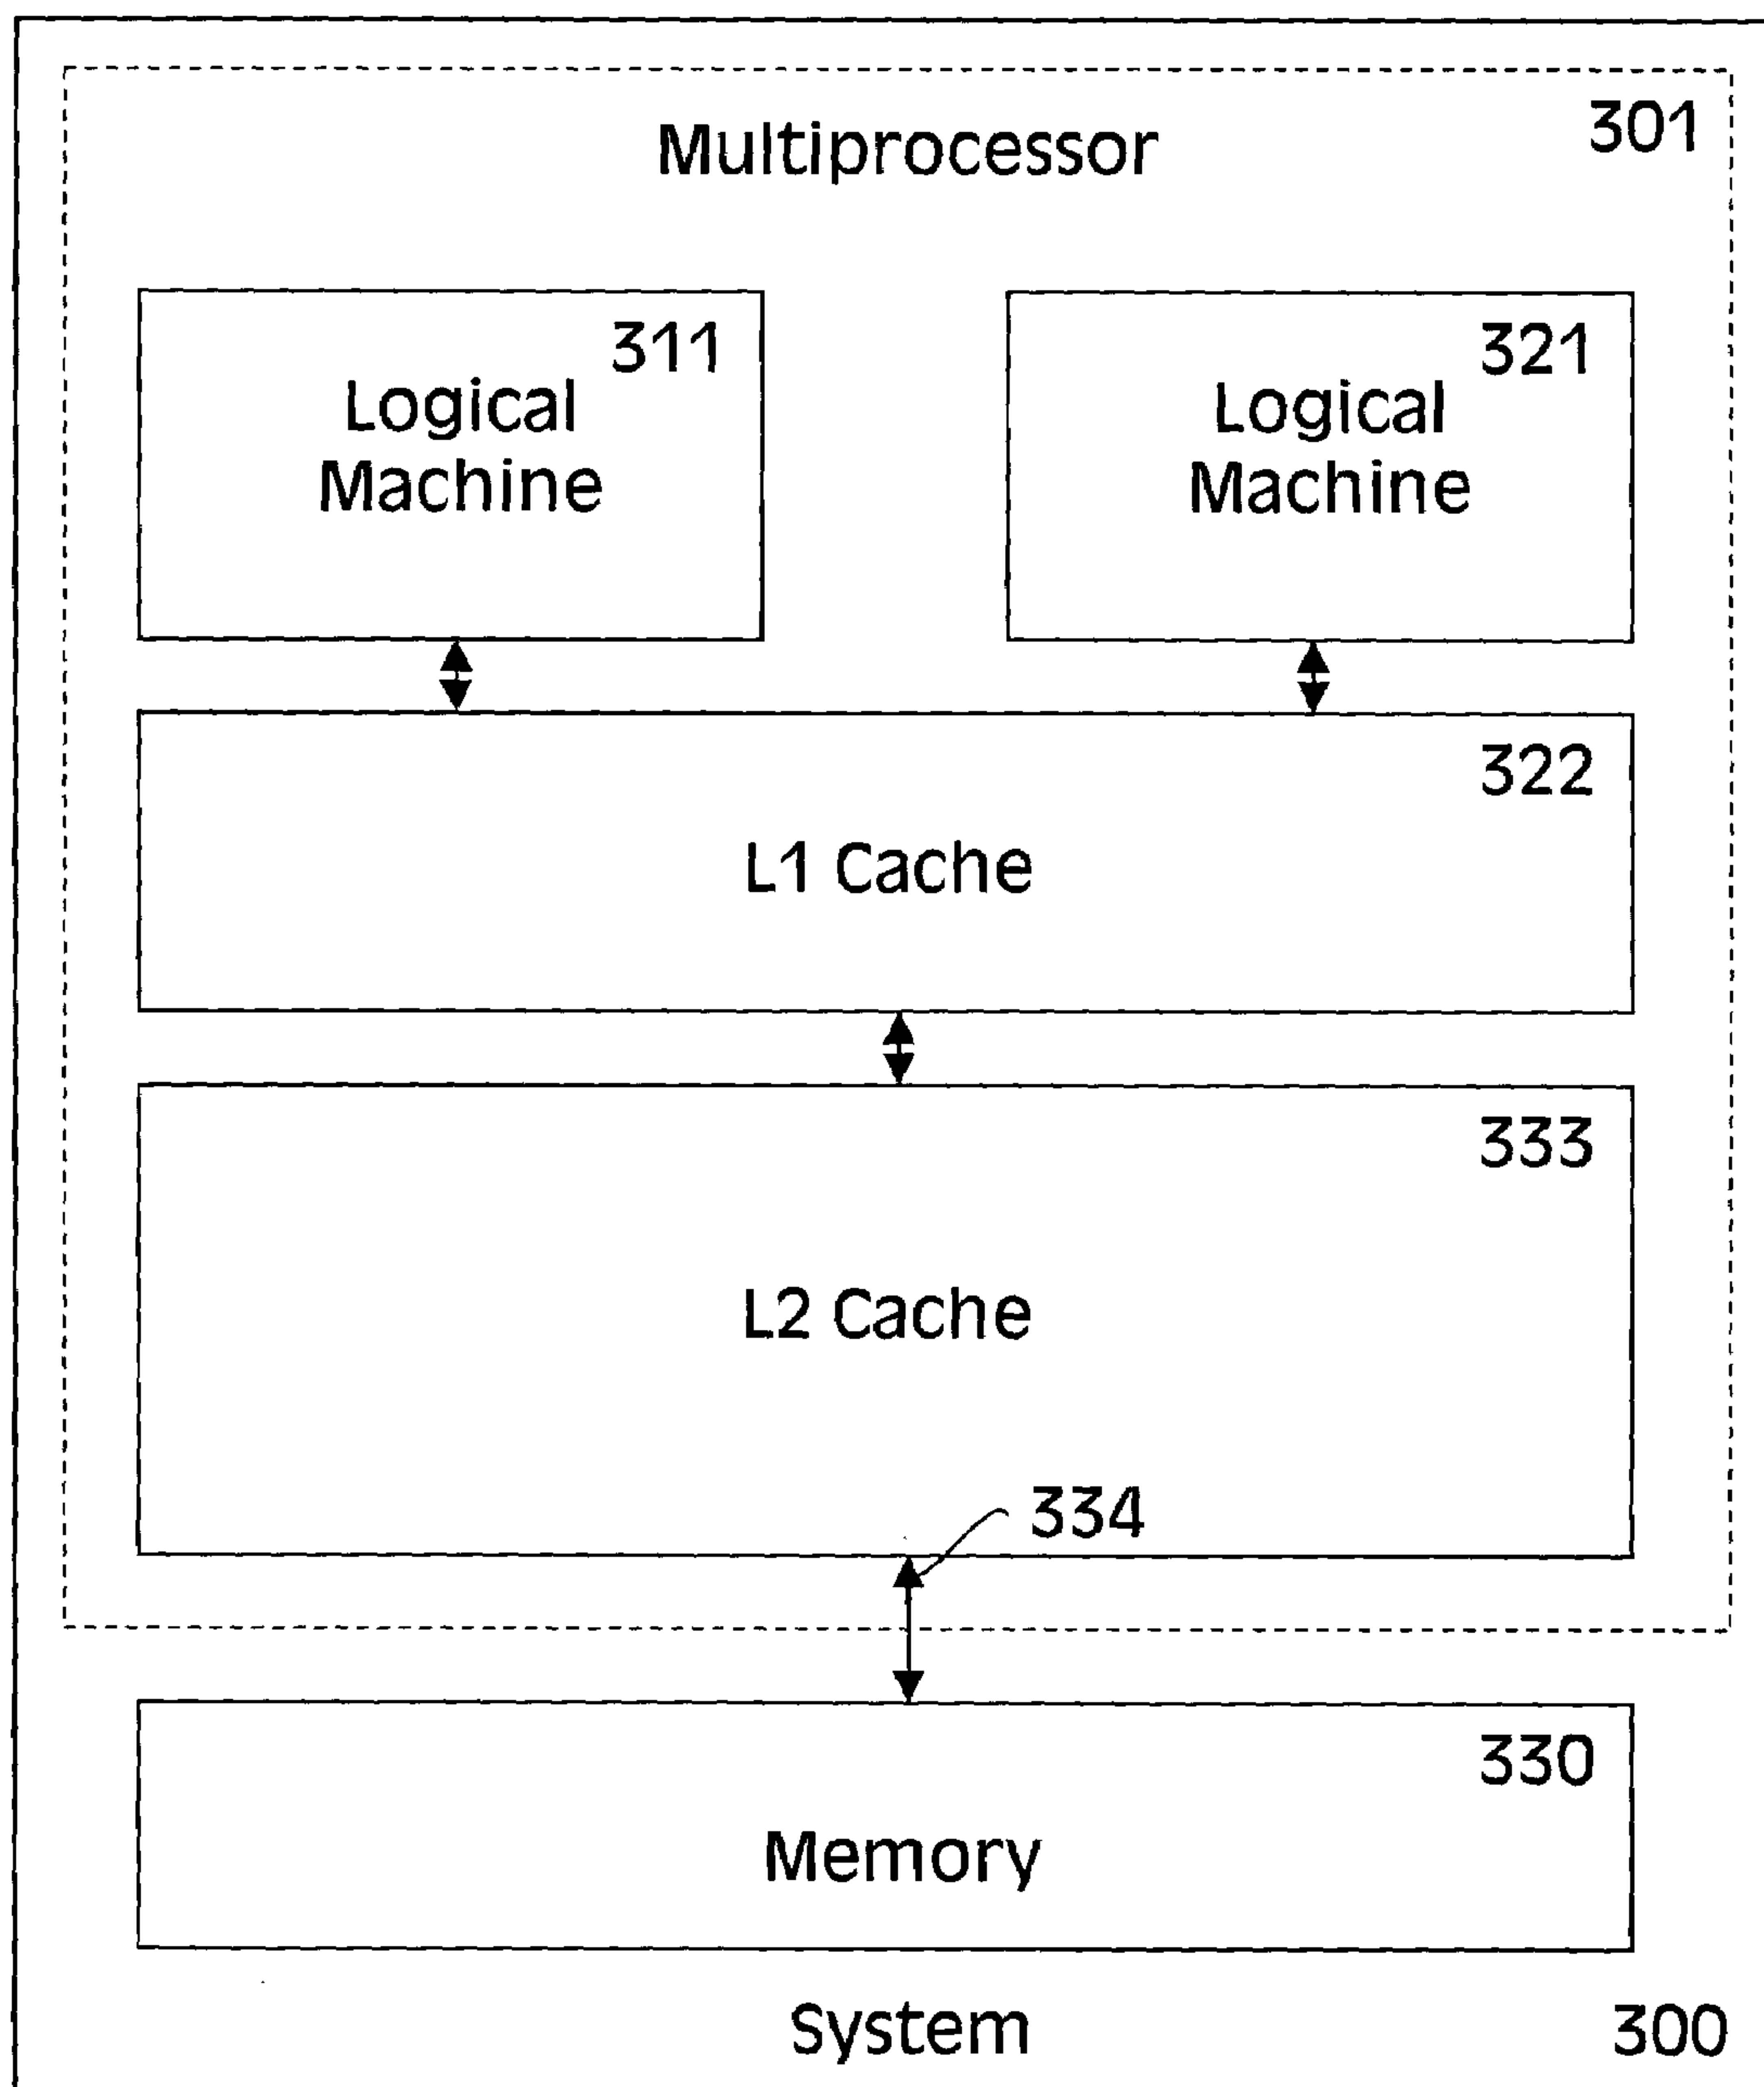 301
Multiprocessor
311
Logical
Machine
321
Logical
Machine
322
L1 Cache
333
L2 Cache
334
330
Memory
System
300